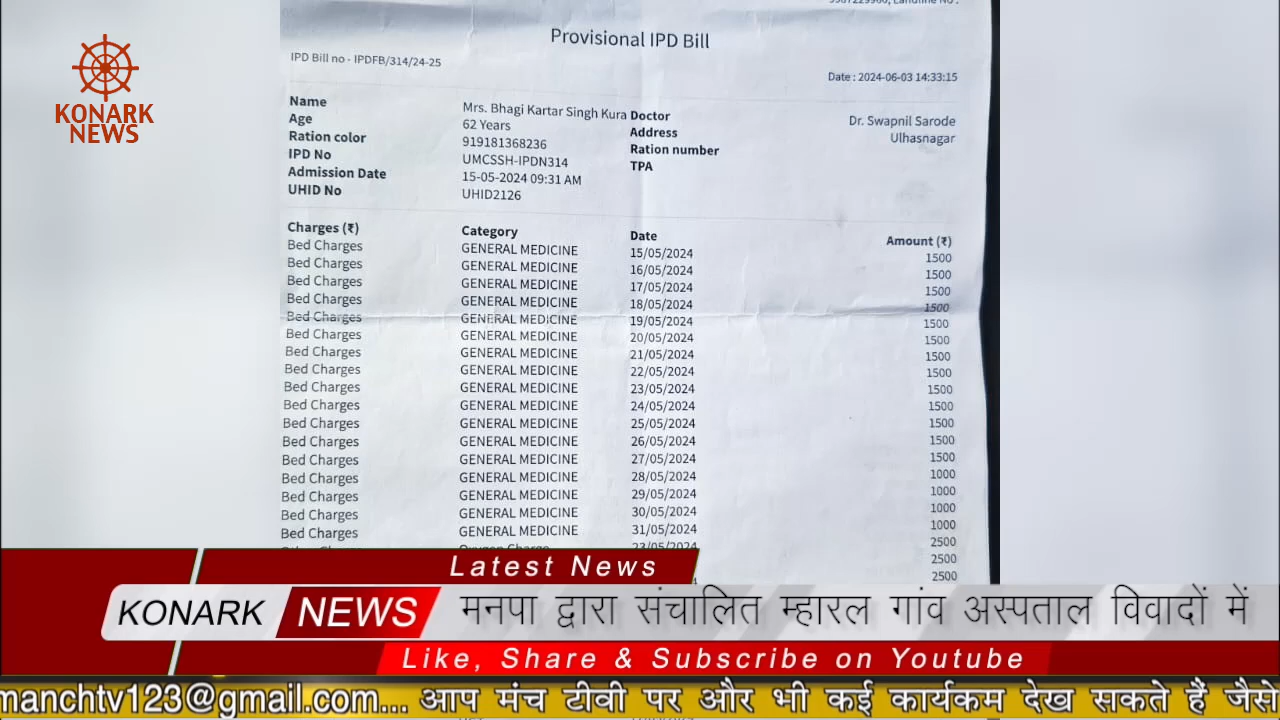 Provisional IPD Bill
IPD Bill no - IPDFB/314/24-25
Date : 2024-06-03 14:33:15
KONARK
NEWS
Name Mrs. Bhagi Kartar Singh Kura Doctor Dr. Swapnil Sarode
Age 62 Years Address Ulhasnagar
Ration color 919181368236 Ration number
IPD No UMCSSH-IPDN314 TPA
Admission Date 15-05-2024 09:31 AM
UHID No UHID2126
Charges (₹) Category Date Amount (₹)
Bed Charges GENERAL MEDICINE 15/05/2024 1500
Bed Charges GENERAL MEDICINE 16/05/2024 1500
Bed Charges GENERAL MEDICINE 17/05/2024 1500
Bed Charges GENERAL MEDICINE 18/05/2024 1500
Bed Charges GENERAL MEDICINE 19/05/2024 1500
Bed Charges GENERAL MEDICINE 20/05/2024 1500
Bed Charges GENERAL MEDICINE 21/05/2024 1500
Bed Charges GENERAL MEDICINE 22/05/2024 1500
Bed Charges GENERAL MEDICINE 23/05/2024 1500
Bed Charges GENERAL MEDICINE 24/05/2024 1500
Bed Charges GENERAL MEDICINE 25/05/2024 1500
Bed Charges GENERAL MEDICINE 26/05/2024 1500
Bed Charges GENERAL MEDICINE 27/05/2024 1500
Bed Charges GENERAL MEDICINE 28/05/2024 1000
Bed Charges GENERAL MEDICINE 29/05/2024 1000
Bed Charges GENERAL MEDICINE 30/05/2024 1000
Bed Charges GENERAL MEDICINE 31/05/2024 1000
23/05/2024 2500
2500
2500
Latest News
KONARK NEWS मनपा द्वारा संचालित म्हारल गांव अस्पताल विवादों में
Like, Share & Subscribe on Youtube
manchtv123@gmail.com... आप मंच टीवी पर और भी कई कार्यकम देख सकते हैं जैसे